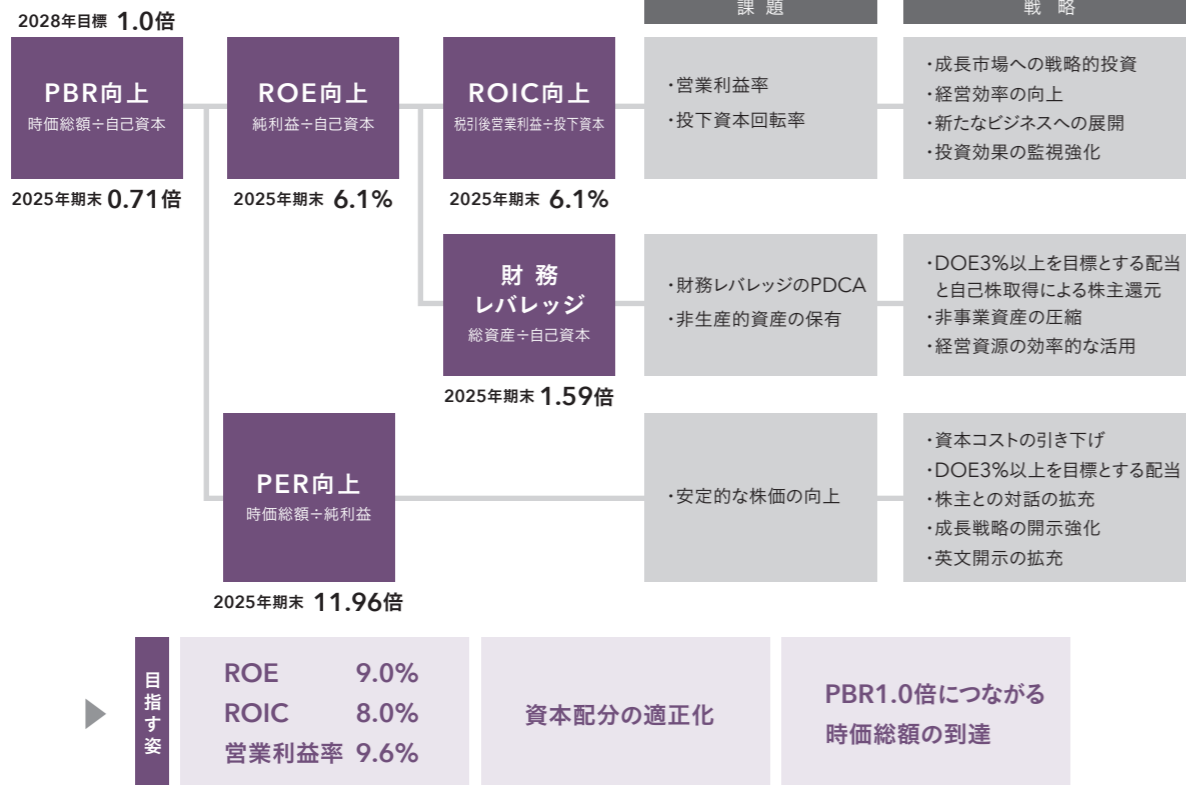 2028年目標 1.0倍
課 題
戦 略
PBR向上
時価総額÷自己資本
2025年期末 0.71倍
ROE向上
純利益÷自己資本
2025年期末 6.1%
ROIC向上
税引後営業利益÷投下資本
2025年期末 6.1%
・営業利益率
・投下資本回転率
・成長市場への戦略的投資
・経営効率の向上
・新たなビジネスへの展開
・投資効果の監視強化
財 務
レバレッジ
総資産÷自己資本
2025年期末 1.59倍
・財務レバレッジのPDCA
・非生産的資産の保有
・DOE3%以上を目標とする配当
と自己株取得による株主還元
・非事業資産の圧縮
・経営資源の効率的な活用
PER向上
時価総額÷純利益
2025年期末 11.96倍
・安定的な株価の向上
・資本コストの引き下げ
・DOE3%以上を目標とする配当
・株主との対話の拡充
・成長戦略の開示強化
・英文開示の拡充
目指す姿
ROE 9.0%
ROIC 8.0%
営業利益率 9.6%
資本配分の適正化
PBR1.0倍につながる
時価総額の到達